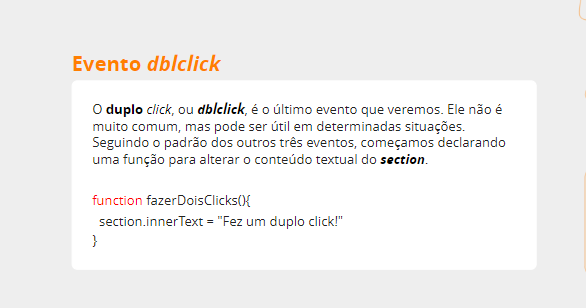 Evento dblclick
O duplo click, ou dblclick, é o último evento que veremos. Ele não é
muito comum, mas pode ser útil em determinadas situações.
Seguindo o padrão dos outros três eventos, começamos declarando
uma função para alterar o conteúdo textual do section.
function fazerDoisClicks(){
section.innerText = "Fez um duplo click!"
}